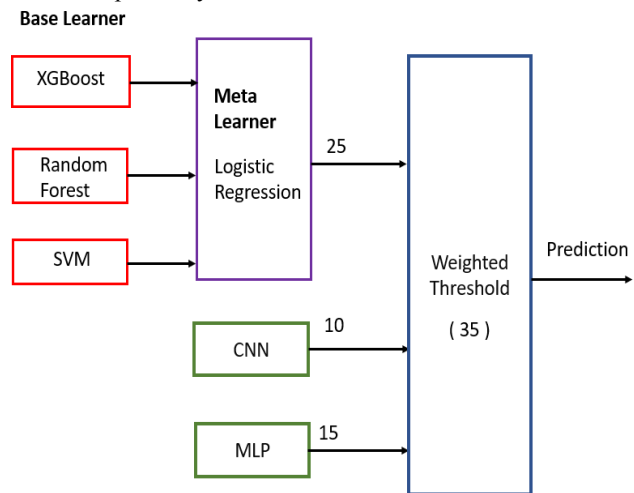 Base Learner
XGBoost
Random
Forest
SVM
Meta
Learner
Logistic
Regression
25
10
CNN
15
MLP
Weighted
Threshold
( 35 )
Prediction